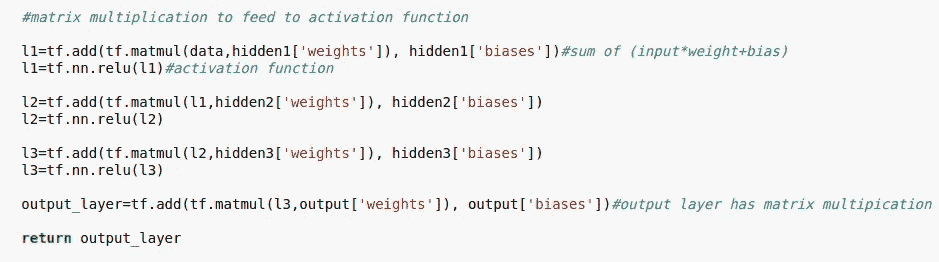 #matrix multiplication to feed to activation function
l1=tf.add(tf.matmul(data,hidden1['weights']), hidden1['biases'])#sum of (input*weight+bias)
l1=tf.nn.relu(l1)#activation function
l2=tf.add(tf.matmul(l1,hidden2['weights']), hidden2['biases'])
l2=tf.nn.relu(l2)
l3=tf.add(tf.matmul(l2,hidden3['weights']), hidden3['biases'])
l3=tf.nn.relu(l3)
output_layer=tf.add(tf.matmul(l3,output['weights']), output['biases'])#output layer has matrix multipication
return output_layer